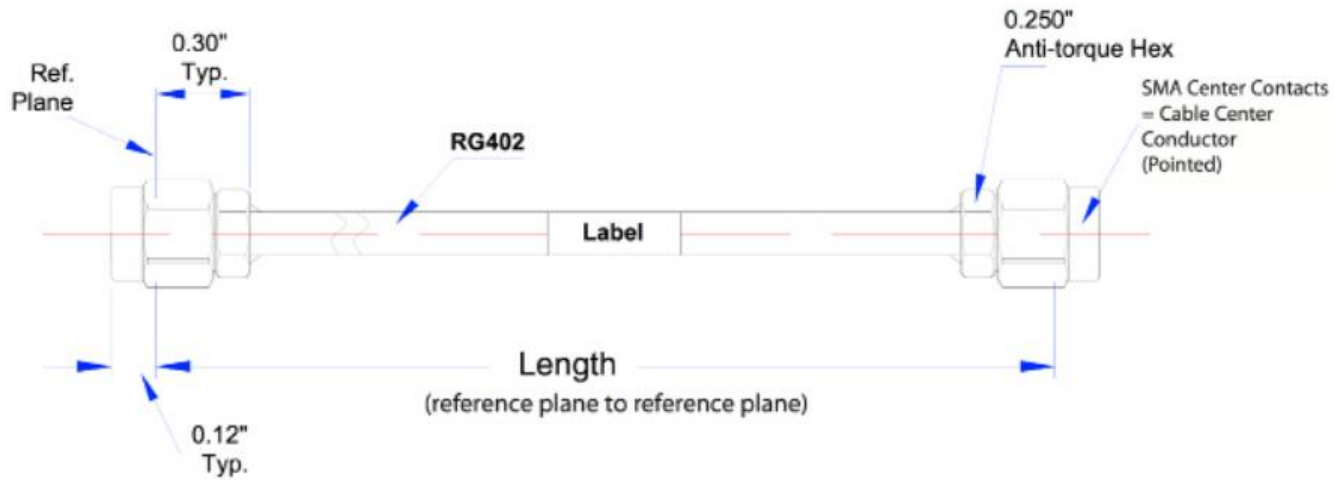 0.30"
Typ.
Ref.
Plane
0.250"
Anti-torque Hex
SMA Center Contacts
= Cable Center
Conductor
(Pointed)
RG402
Label
Length
(reference plane to reference plane)
0.12"
Typ.